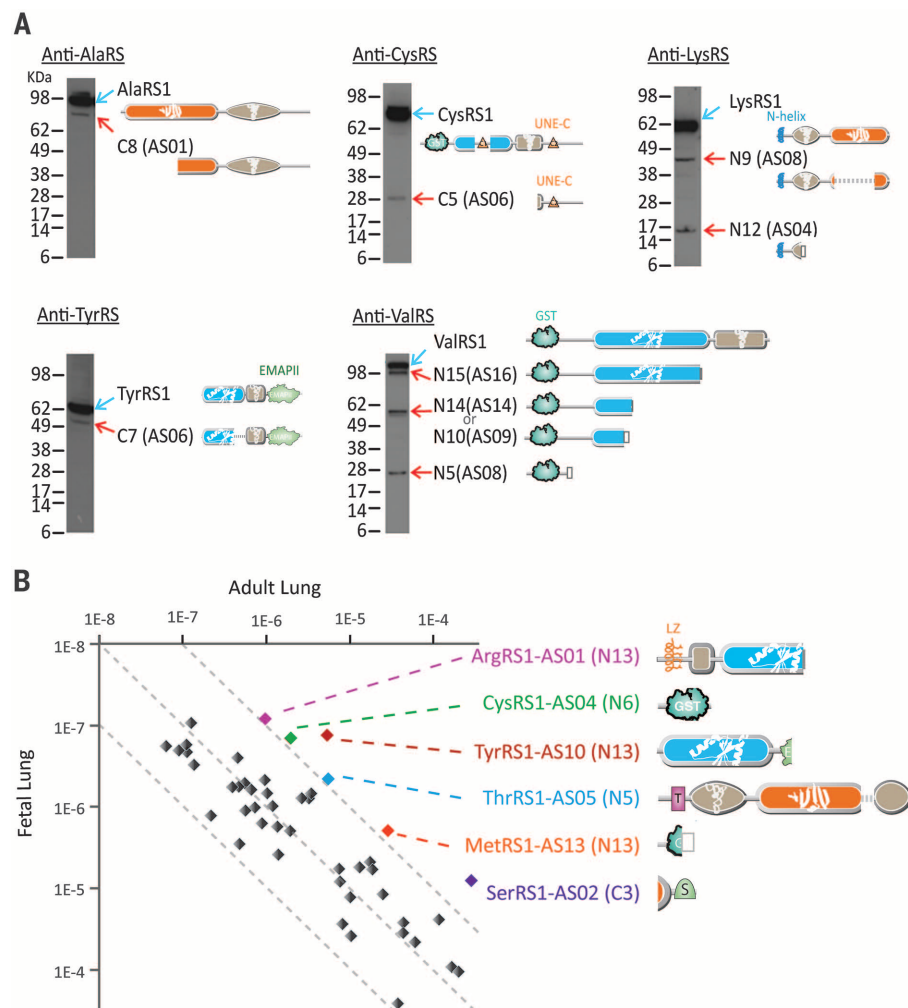 A
Anti-AlaRS
KDa
98
62
49
38
28
17
14
6
AlaRS1
C8 (AS01)
Anti-CysRS
98
62
49
38
28
17
14
6
CysRS1
GST
UNE-C
UNE-C
C5 (AS06)
Anti-LysRS
98
62
49
38
28
17
14
6
LysRS1
N-helix
N9 (AS08)
N12 (AS04)
Anti-TyrRS
98
62
49
38
28
17
14
6
TyrRS1
EMAPII
C7 (AS06)
Anti-ValRS
98
62
49
38
28
17
14
6
GST
ValRS1
N15(AS16)
N14(AS14)
or
N10(AS09)
N5(AS08)
B
Adult Lung
1E-8 1E-7 1E-6 1E-5 1E-4
Fetal Lung
1E-8
1E-7
1E-6
1E-5
1E-4
LZ
ArgRS1-AS01 (N13)
CysRS1-AS04 (N6)
GST
TyrRS1-AS10 (N13)
E
ThrRS1-AS05 (N5)
T
MetRS1-AS13 (N13)
G
SerRS1-AS02 (C3)
S